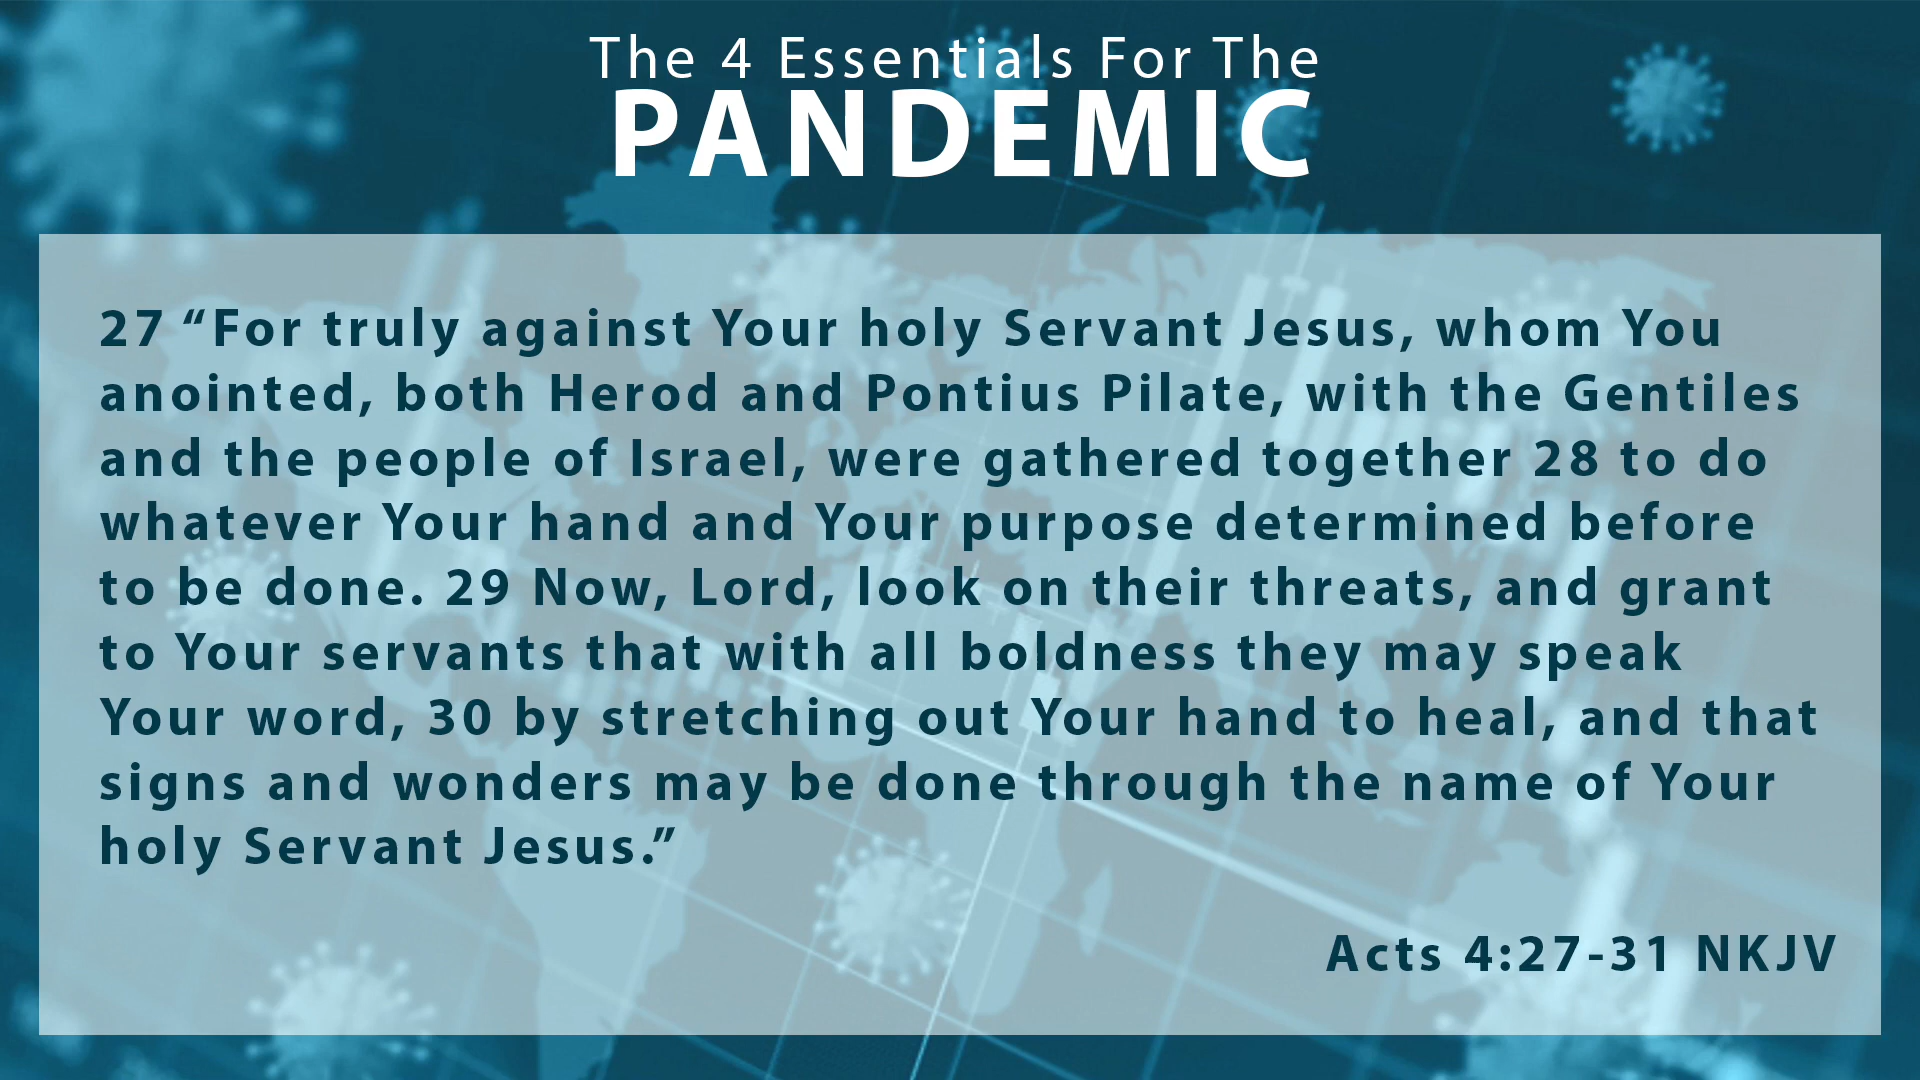 The 4 Essentials For The
PANDEMIC
27 “For truly against Your holy Servant Jesus, whom You
anointed, both Herod and Pontius Pilate, with the Gentiles
and the people of Israel, were gathered together 28 to do
whatever Your hand and Your purpose determined before
to be done. 29 Now, Lord, look on their threats, and grant
to Your servants that with all boldness they may speak
Your word, 30 by stretching out Your hand to heal, and that
signs and wonders may be done through the name of Your
holy Servant Jesus.”
Acts 4:27-31 NKJV